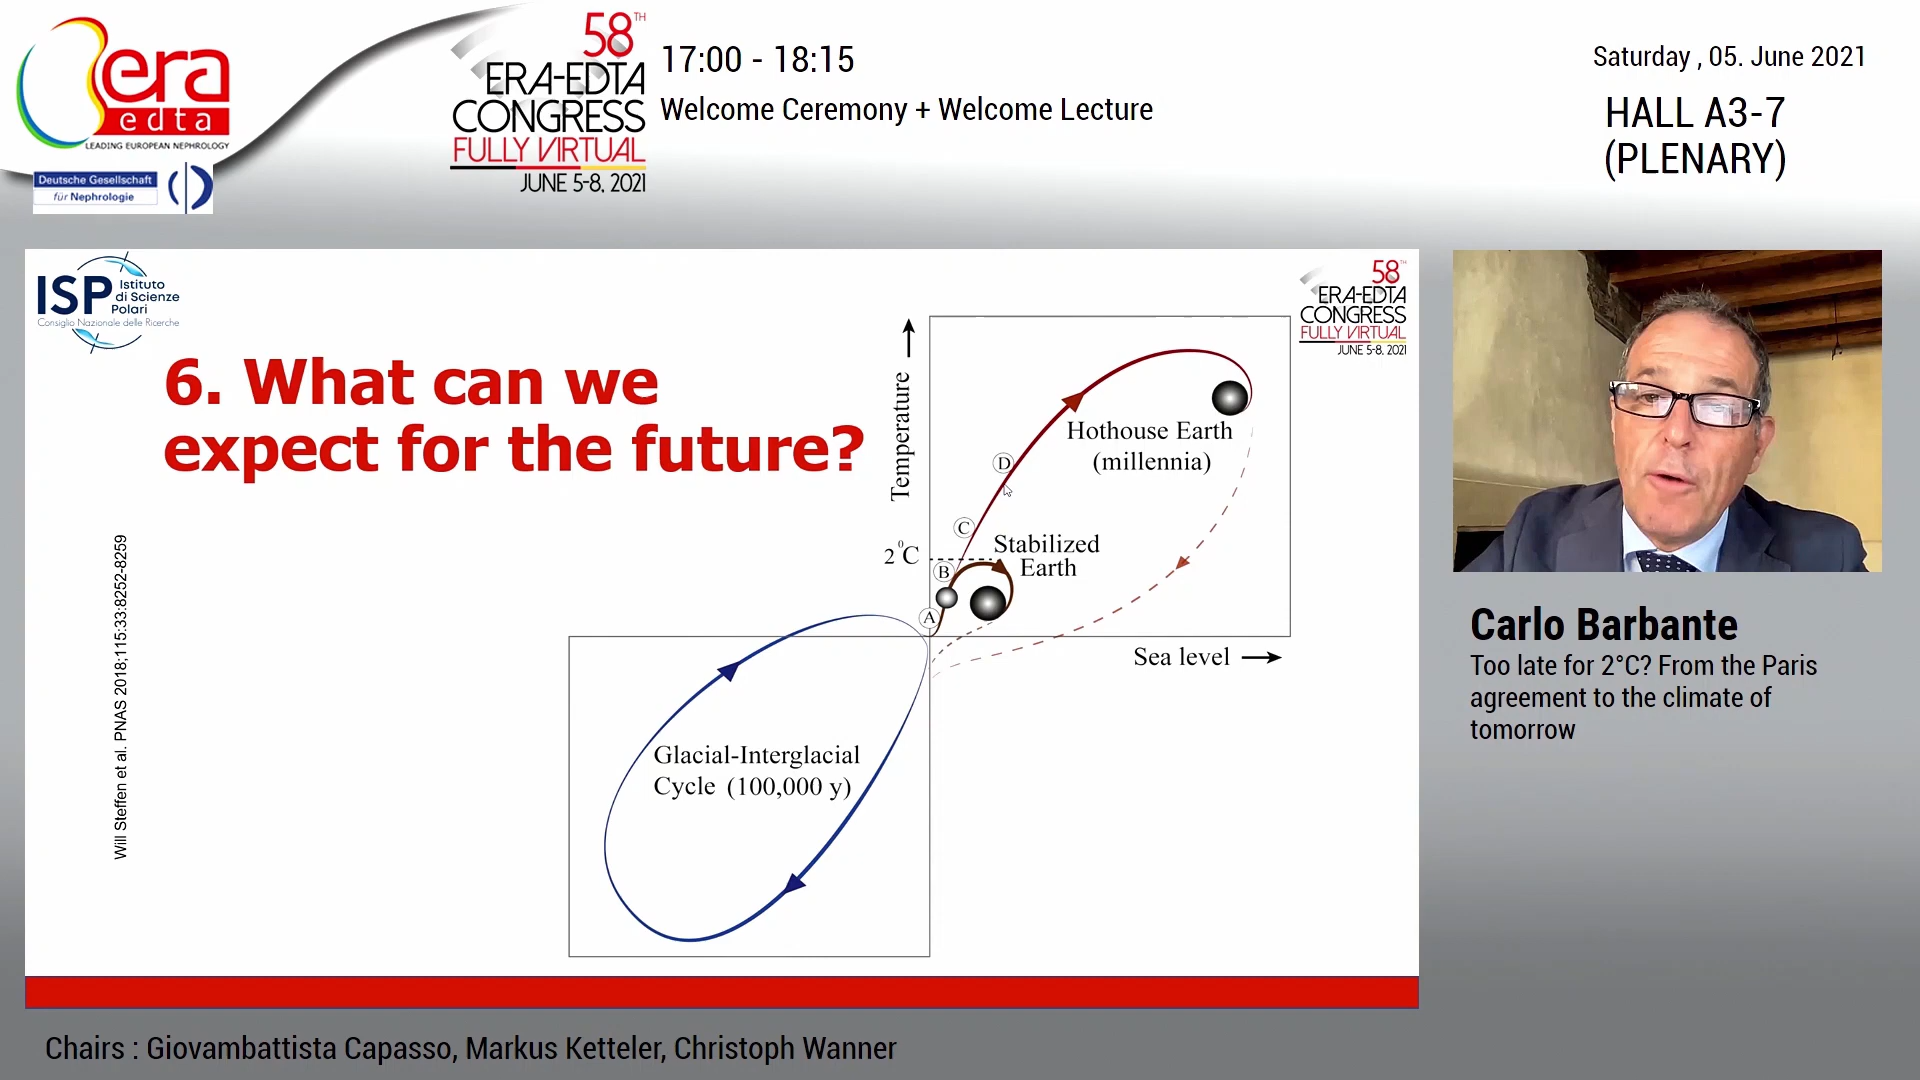 era
edta
LEADING EUROPEAN NEPHROLOGY
Deutsche Gesellschaft
für Nephrologie
58TH
ERA-EDTA
CONGRESS
FULLY VIRTUAL
JUNE 5-8, 2021
17:00 - 18:15
Welcome Ceremony + Welcome Lecture
Saturday , 05. June 2021
HALL A3-7
(PLENARY)
ISP
Istituto
di Scienze
Polari
Consiglio Nazionale delle Ricerche
58TH
ERA-EDTA
CONGRESS
FULLY VIRTUAL
JUNE 5-8, 2021
6. What can we
expect for the future?
Will Steffen et al. PNAS 2018;115:33:8252-8259
Temperature
Hothouse Earth
(millennia)
D
C
2 0C
Stabilized
Earth
B
A
Sea level
Glacial-Interglacial
Cycle (100,000 y)
Carlo Barbante
Too late for 2°C? From the Paris
agreement to the climate of
tomorrow
Chairs : Giovambattista Capasso, Markus Ketteler, Christoph Wanner